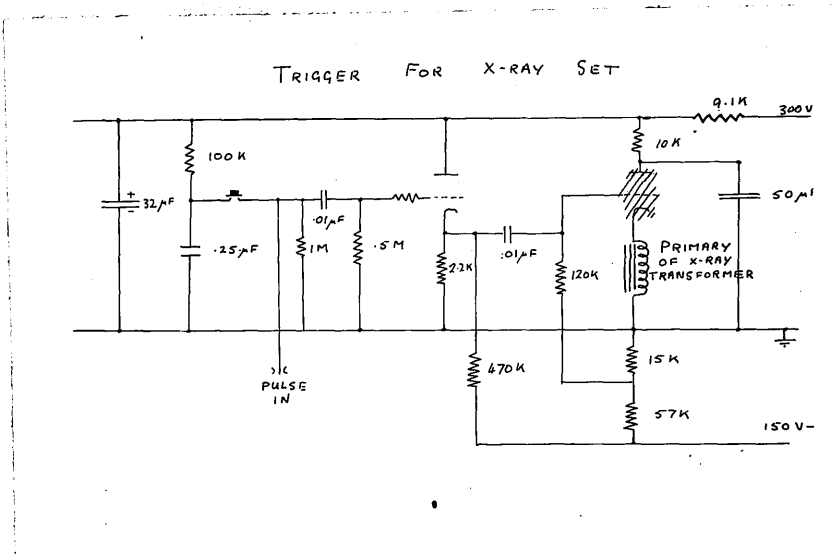 TRIGGER FOR X-RAY SET
9.1K
300V
10K
100K
32µF
+
-
.01µF
50µF
.25µF
1M
.5M
2.2K
.01µF
120K
PRIMARY
OF X-RAY
TRANSFORMER
PULSE
IN
470K
15K
57K
150V-